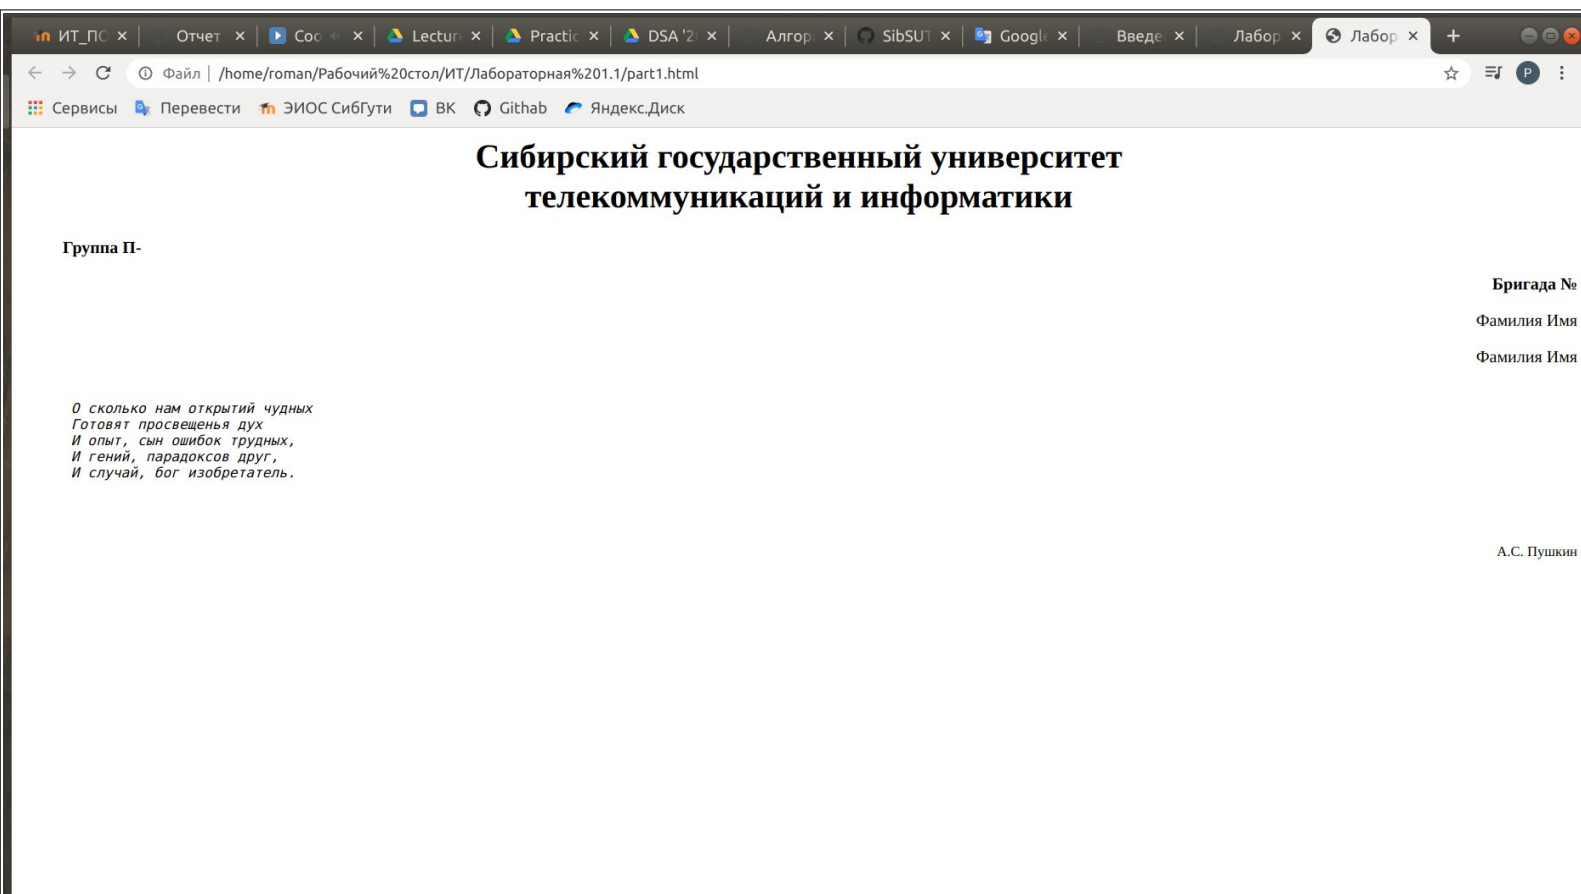 ИТ_ПО Отчет Coo Lectur Practic DSA '2 Алгор SibSUT Google Введе Лабор Лабор
Файл | /home/roman/Рабочий%20стол/ИТ/Лабораторная%201.1/part1.html P
Сервисы Перевести ЭИОС СибГути ВК Githab Яндекс.Диск
Сибирский государственный университет
телекоммуникаций и информатики
Группа П-
Бригада №
Фамилия Имя
Фамилия Имя
О сколько нам открытий чудных
Готовят просвещенья дух
И опыт, сын ошибок трудных,
И гений, парадоксов друг,
И случай, бог изобретатель.
А.С. Пушкин